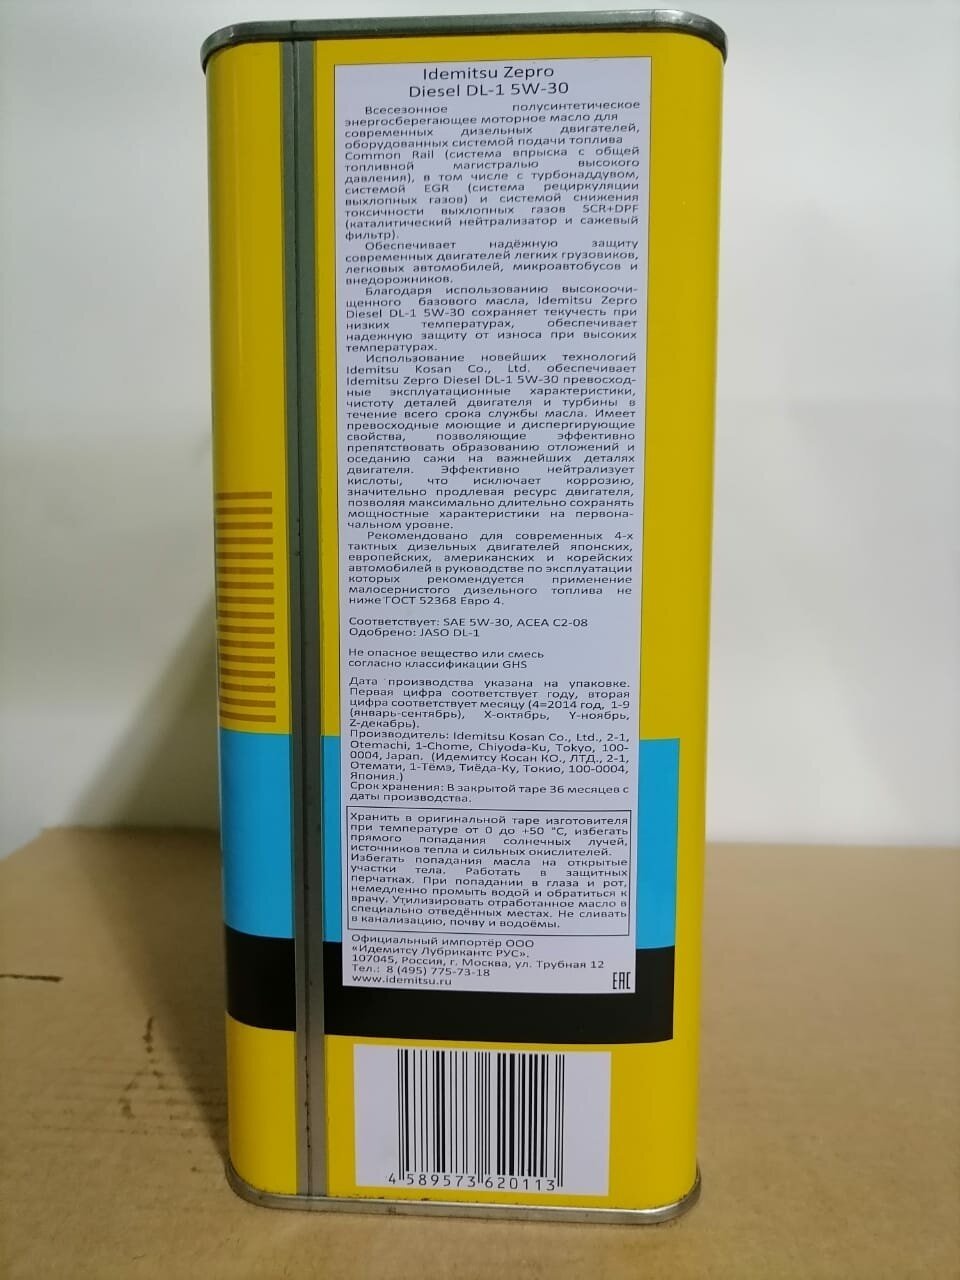 Idemitsu Zepro
Diesel DL-1 5W-30
Всесезонное полусинтетическое
энергосберегающее моторное масло для
современных дизельных двигателей,
оборудованных системой подачи топлива
Common Rail (система впрыска с общей
топливной магистралью высокого
давления), в том числе с турбонаддувом,
системой EGR (система рециркуляции
выхлопных газов) и системой снижения
токсичности выхлопных газов SCR+DPF
(каталитический нейтрализатор и сажевый
фильтр).
Обеспечивает надёжную защиту
современных двигателей легких грузовиков,
легковых автомобилей, микроавтобусов и
внедорожников.
Благодаря использованию высокоочи-
щенного базового масла, Idemitsu Zepro
Diesel DL-1 5W-30 сохраняет текучесть при
низких температурах, обеспечивает
надежную защиту от износа при высоких
температурах.
Использование новейших технологий
Idemitsu Kosan Co., Ltd. обеспечивает
Idemitsu Zepro Diesel DL-1 5W-30 превосход-
ные эксплуатационные характеристики,
чистоту деталей двигателя и турбины в
течение всего срока службы масла. Имеет
превосходные моющие и диспергирующие
свойства, позволяющие эффективно
препятствовать образованию отложений и
оседанию сажи на важнейших деталях
двигателя. Эффективно нейтрализует
кислоты, что исключает коррозию,
значительно продлевая ресурс двигателя,
позволяя максимально длительно сохранять
мощностные характеристики на первона-
чальном уровне.
Рекомендовано для современных 4-х
тактных дизельных двигателей японских,
европейских, американских и корейских
автомобилей в руководстве по эксплуатации
которых рекомендуется применение
малосернистого дизельного топлива не
ниже ГОСТ 52368 Евро 4.
Соответствует: SAE 5W-30, ACEA C2-08
Одобрено: JASO DL-1
Не опасное вещество или смесь
согласно классификации GHS
Дата производства указана на упаковке.
Первая цифра соответствует году, вторая
цифра соответствует месяцу (4=2014 год, 1-9
(январь-сентябрь), X-октябрь, Y-ноябрь,
Z-декабрь).
Производитель: Idemitsu Kosan Co., Ltd., 2-1,
Otemachi, 1-Chome, Chiyoda-Ku, Tokyo, 100-
0004, Japan. (Идемитсу Косан КО., ЛТД., 2-1,
Отемати, 1-Тёмэ, Тиёда-Ку, Токио, 100-0004,
Япония.)
Срок хранения: В закрытой таре 36 месяцев с
даты производства.
Хранить в оригинальной таре изготовителя
при температуре от 0 до +50 °C, избегать
прямого попадания солнечных лучей,
источников тепла и сильных окислителей.
Избегать попадания масла на открытые
участки тела. Работать в защитных
перчатках. При попадании в глаза и рот,
немедленно промыть водой и обратиться к
врачу. Утилизировать отработанное масло в
специально отведённых местах. Не сливать
в канализацию, почву и водоёмы.
Официальный импортёр ООО
«Идемитсу Лубрикантс РУС».
107045, Россия, г. Москва, ул. Трубная 12
Тел.: 8 (495) 775-73-18
www.idemitsu.ru
EAC
4 589573 620113